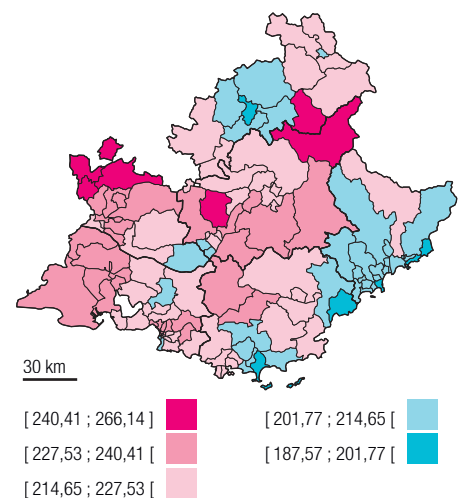 30 km
[ 240,41 ; 266,14 ] [ 201,77 ; 214,65 [
[ 227,53 ; 240,41 [ [ 187,57 ; 201,77 [
[ 214,65 ; 227,53 [